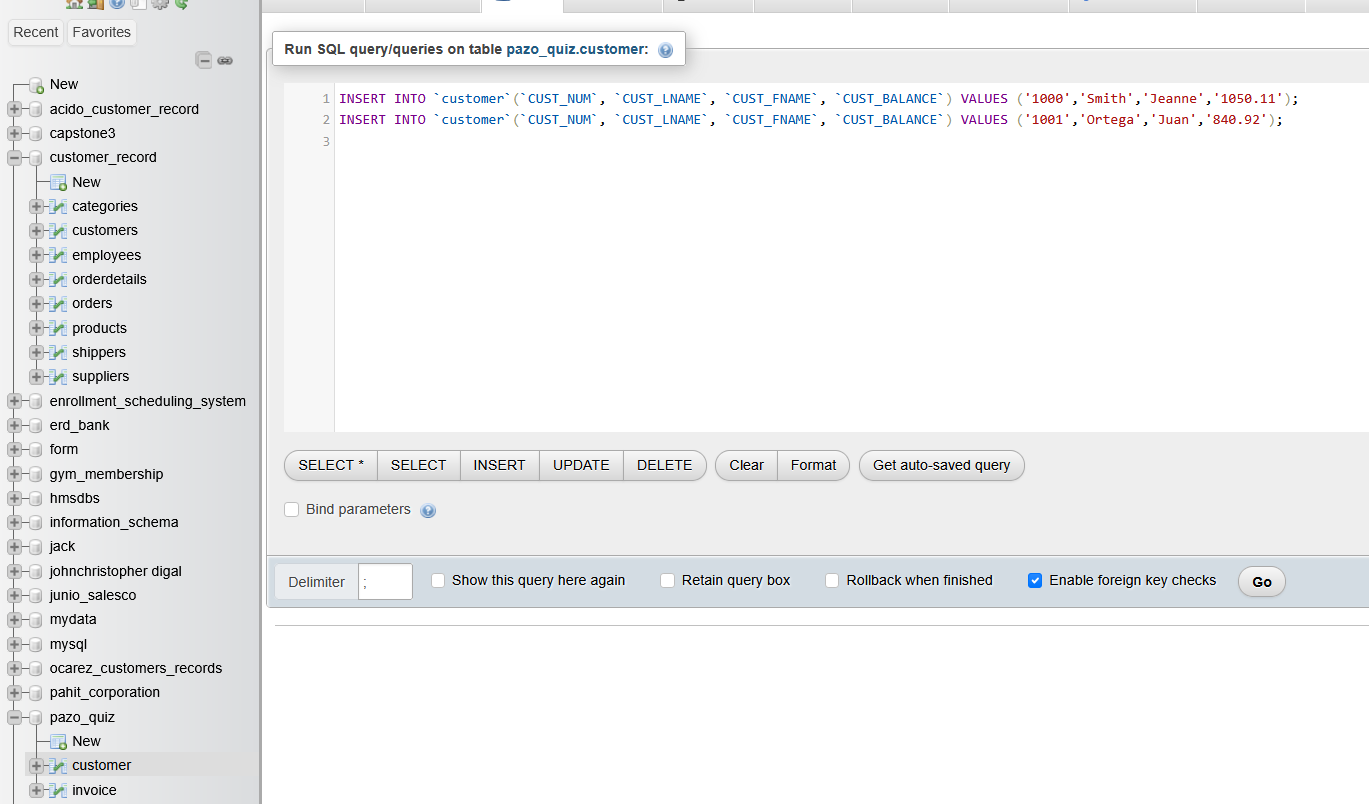 Recent Favorites
New
acido_customer_record
capstone3
customer_record
New
categories
customers
employees
orderdetails
orders
products
shippers
suppliers
enrollment_scheduling_system
erd_bank
form
gym_membership
hmsdbs
information_schema
jack
johnchristopher digal
junio_salesco
mydata
mysql
ocarez_customers_records
pahit_corporation
pazo_quiz
New
customer
invoice
Run SQL query/queries on table pazo_quiz.customer:
1 INSERT INTO `customer`(`CUST_NUM`, `CUST_LNAME`, `CUST_FNAME`, `CUST_BALANCE`) VALUES ('1000','Smith','Jeanne','1050.11');
2 INSERT INTO `customer`(`CUST_NUM`, `CUST_LNAME`, `CUST_FNAME`, `CUST_BALANCE`) VALUES ('1001','Ortega','Juan','840.92');
3
SELECT * SELECT INSERT UPDATE DELETE Clear Format Get auto-saved query
Bind parameters
Delimiter ; Show this query here again Retain query box Rollback when finished Enable foreign key checks Go